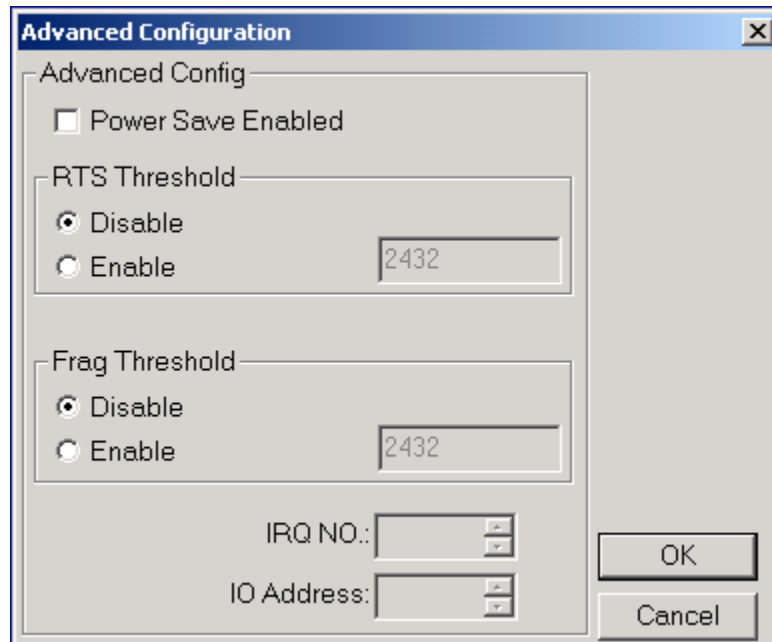 Advanced Configuration
Advanced Config
Power Save Enabled
RTS Threshold
Disable
Enable
2432
Frag Threshold
Disable
Enable
2432
IRQ NO.:
IO Address:
OK
Cancel